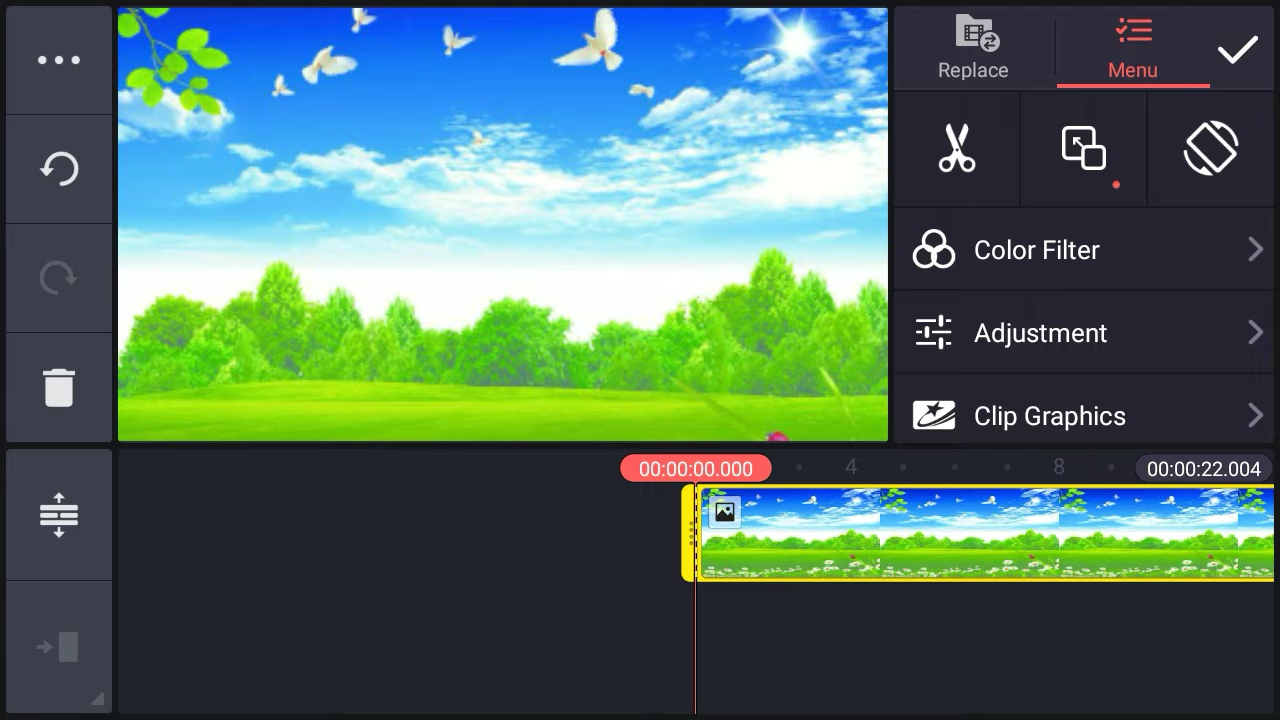 Replace
Menu
Color Filter
Adjustment
Clip Graphics
00:00:00.000
4
8
00:00:22.004